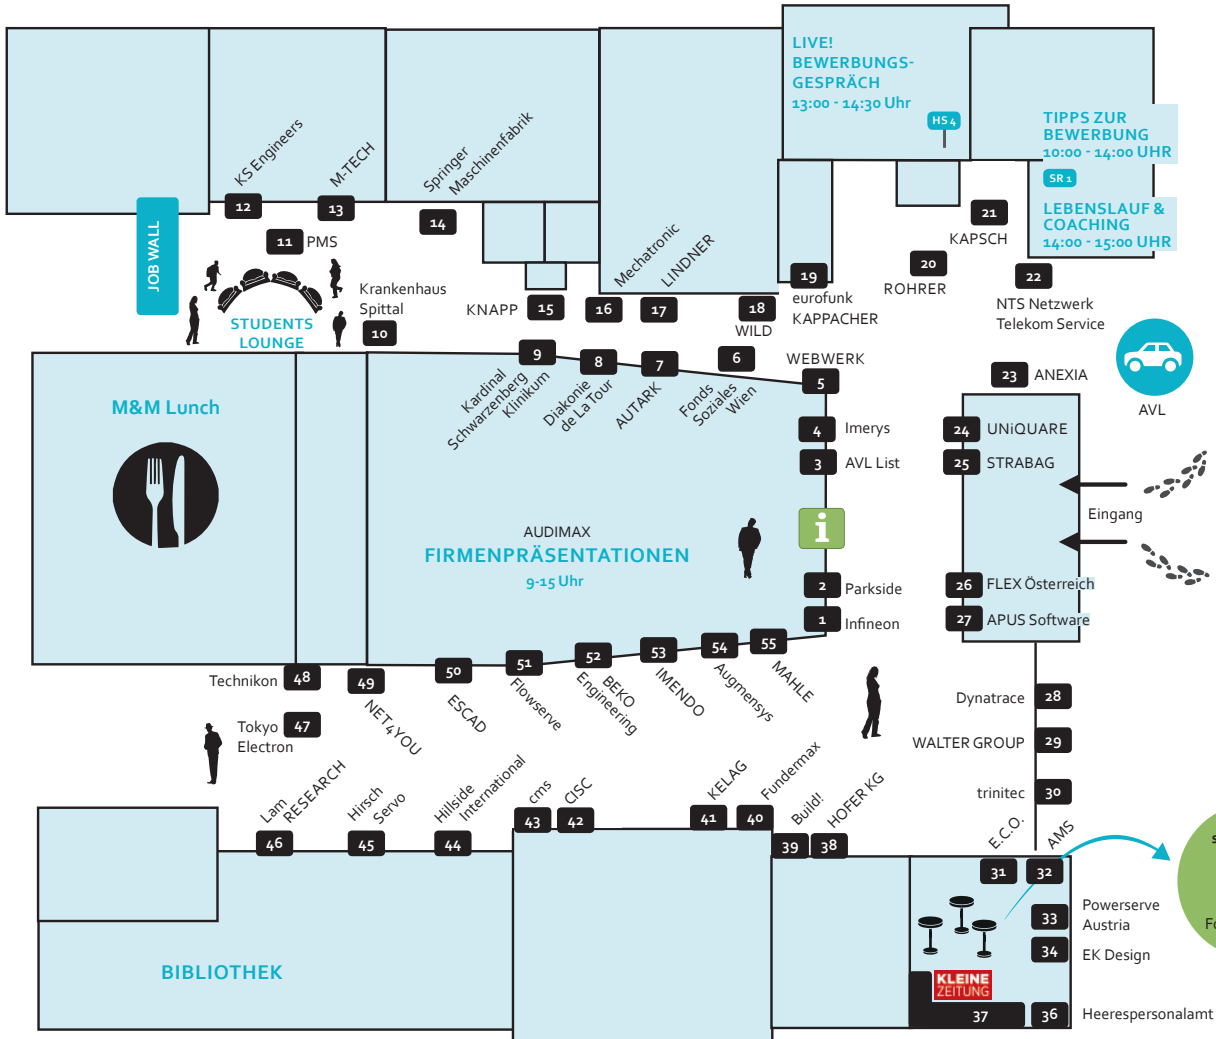 LIVE!
BEWERBUNGS-
GESPRÄCH
13:00 - 14:30 Uhr
HS 4
TIPPS ZUR
BEWERBUNG
10:00 - 14:00 UHR
SR 1
LEBENSLAUF &
COACHING
14:00 - 15:00 UHR
KS Engineers
12
M-TECH
13
Springer
Maschinenfabrik
14
11 PMS
JOB WALL
STUDENTS
LOUNGE
Krankenhaus
Spittal
10
KNAPP 15
Mechatronic
16
LINDNER
17
18
WILD
19
eurofunk
KAPPACHER
20
ROHRER
21
KAPSCH
22
NTS Netzwerk
Telekom Service
AVL
23 ANEXIA
24 UNiQUARE
25 STRABAG
Eingang
26 FLEX Österreich
27 APUS Software
M&M Lunch
9
Kardinal
Schwarzenberg
Klinikum
8
Diakonie
de La Tour
7
AUTARK
6
Fonds
Soziales
Wien
WEBWERK
5
4 Imerys
3 AVL List
i
2 Parkside
1 Infineon
AUDIMAX
FIRMENPRÄSENTATIONEN
9-15 Uhr
Technikon 48
49
NET4YOU
50
ESCAD
51
Flowserve
52
BEKO
Engineering
53
IMENDO
54
Augmensys
55
MAHLE
Tokyo
Electron
47
Dynatrace 28
WALTER GROUP 29
trinitec 30
Lam
RESEARCH
46
Hirsch
Servo
45
Hillside
International
44
cms
43
CISC
42
KELAG
41
Fundermax
40
Build!
39
HOFER KG
38
E.C.O.
31
AMS
32
33
Powerserve
Austria
34 EK Design
KLEINE
ZEITUNG
37
36 Heerespersonalamt
BIBLIOTHEK
s
Fo